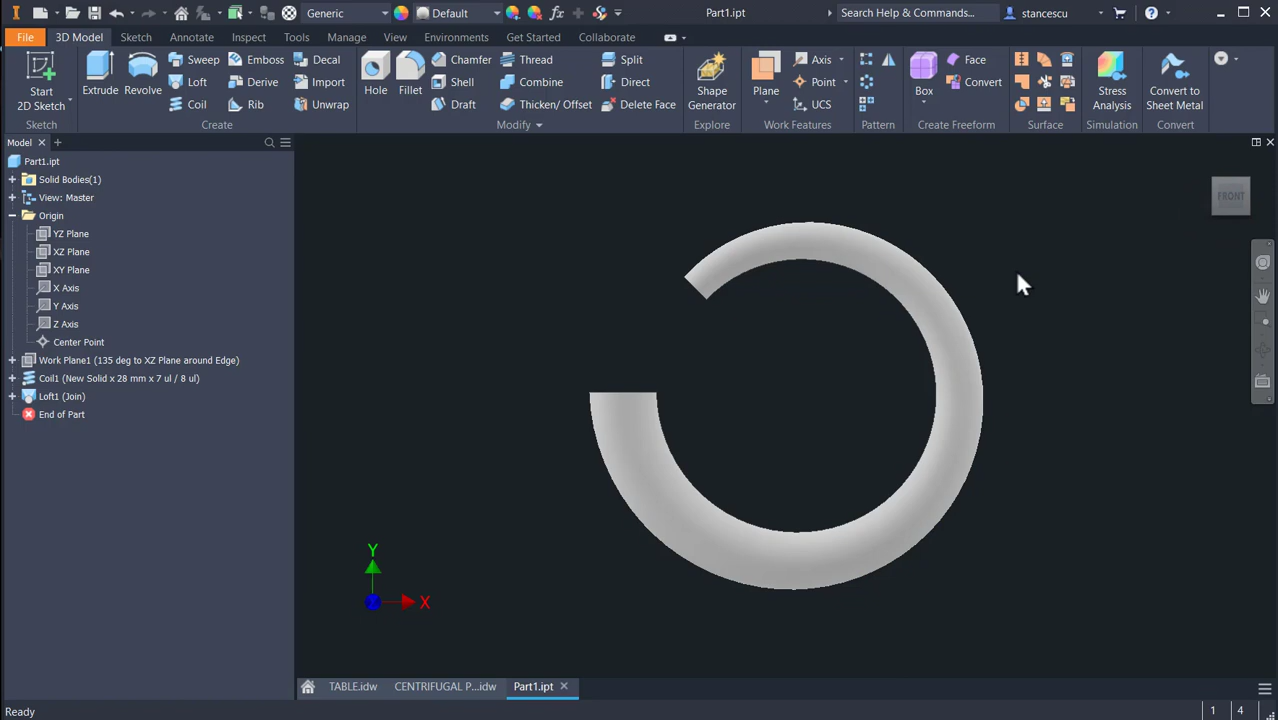 Generic
Default
Part1.ipt
Search Help & Commands...
stancescu
File
3D Model
Sketch
Annotate
Inspect
Tools
Manage
View
Environments
Get Started
Collaborate
Start
2D Sketch
Sketch
Extrude
Revolve
Sweep
Loft
Coil
Emboss
Derive
Rib
Decal
Import
Unwrap
Create
Hole
Fillet
Chamfer
Shell
Draft
Thread
Combine
Thicken/ Offset
Split
Direct
Delete Face
Modify
Shape
Generator
Explore
Plane
Axis
Point
UCS
Work Features
Pattern
Box
Face
Convert
Create Freeform
Surface
Stress
Analysis
Simulation
Convert to
Sheet Metal
Convert
Model
Part1.ipt
Solid Bodies(1)
View: Master
Origin
YZ Plane
XZ Plane
XY Plane
X Axis
Y Axis
Z Axis
Center Point
Work Plane1 (135 deg to XZ Plane around Edge)
Coil1 (New Solid x 28 mm x 7 ul / 8 ul)
Loft1 (Join)
End of Part
FRONT
Y
X
TABLE.idw
CENTRIFUGAL P...idw
Part1.ipt
Ready
1
4